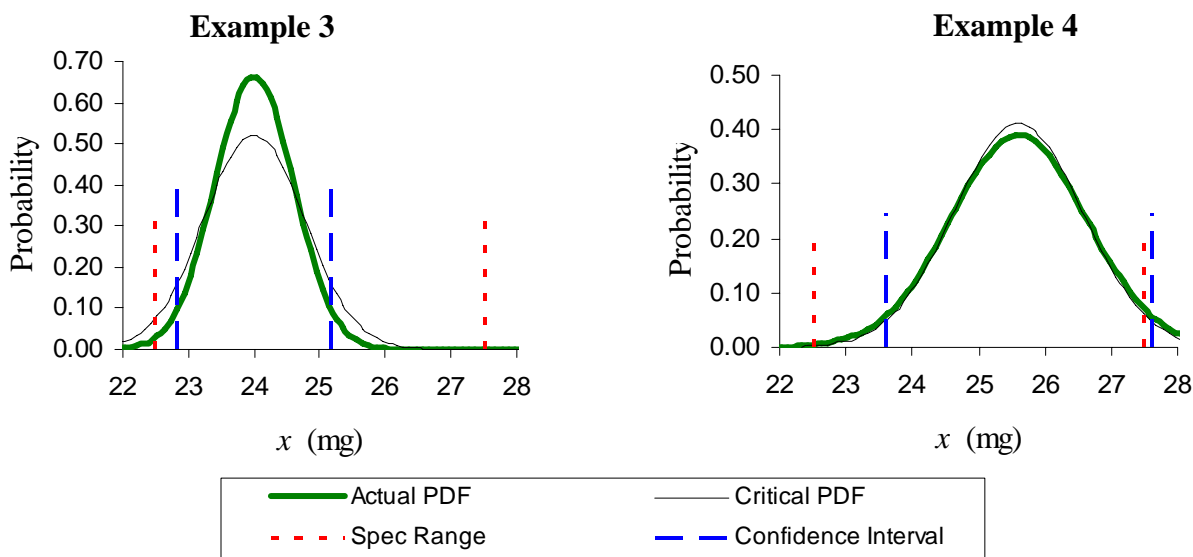 Example 3
Probability
0.70
0.60
0.50
0.40
0.30
0.20
0.10
0.00
22 23 24 25 26 27 28
x (mg)
Example 4
Probability
0.50
0.40
0.30
0.20
0.10
0.00
22 23 24 25 26 27 28
x (mg)
Actual PDF
Critical PDF
Spec Range
Confidence Interval